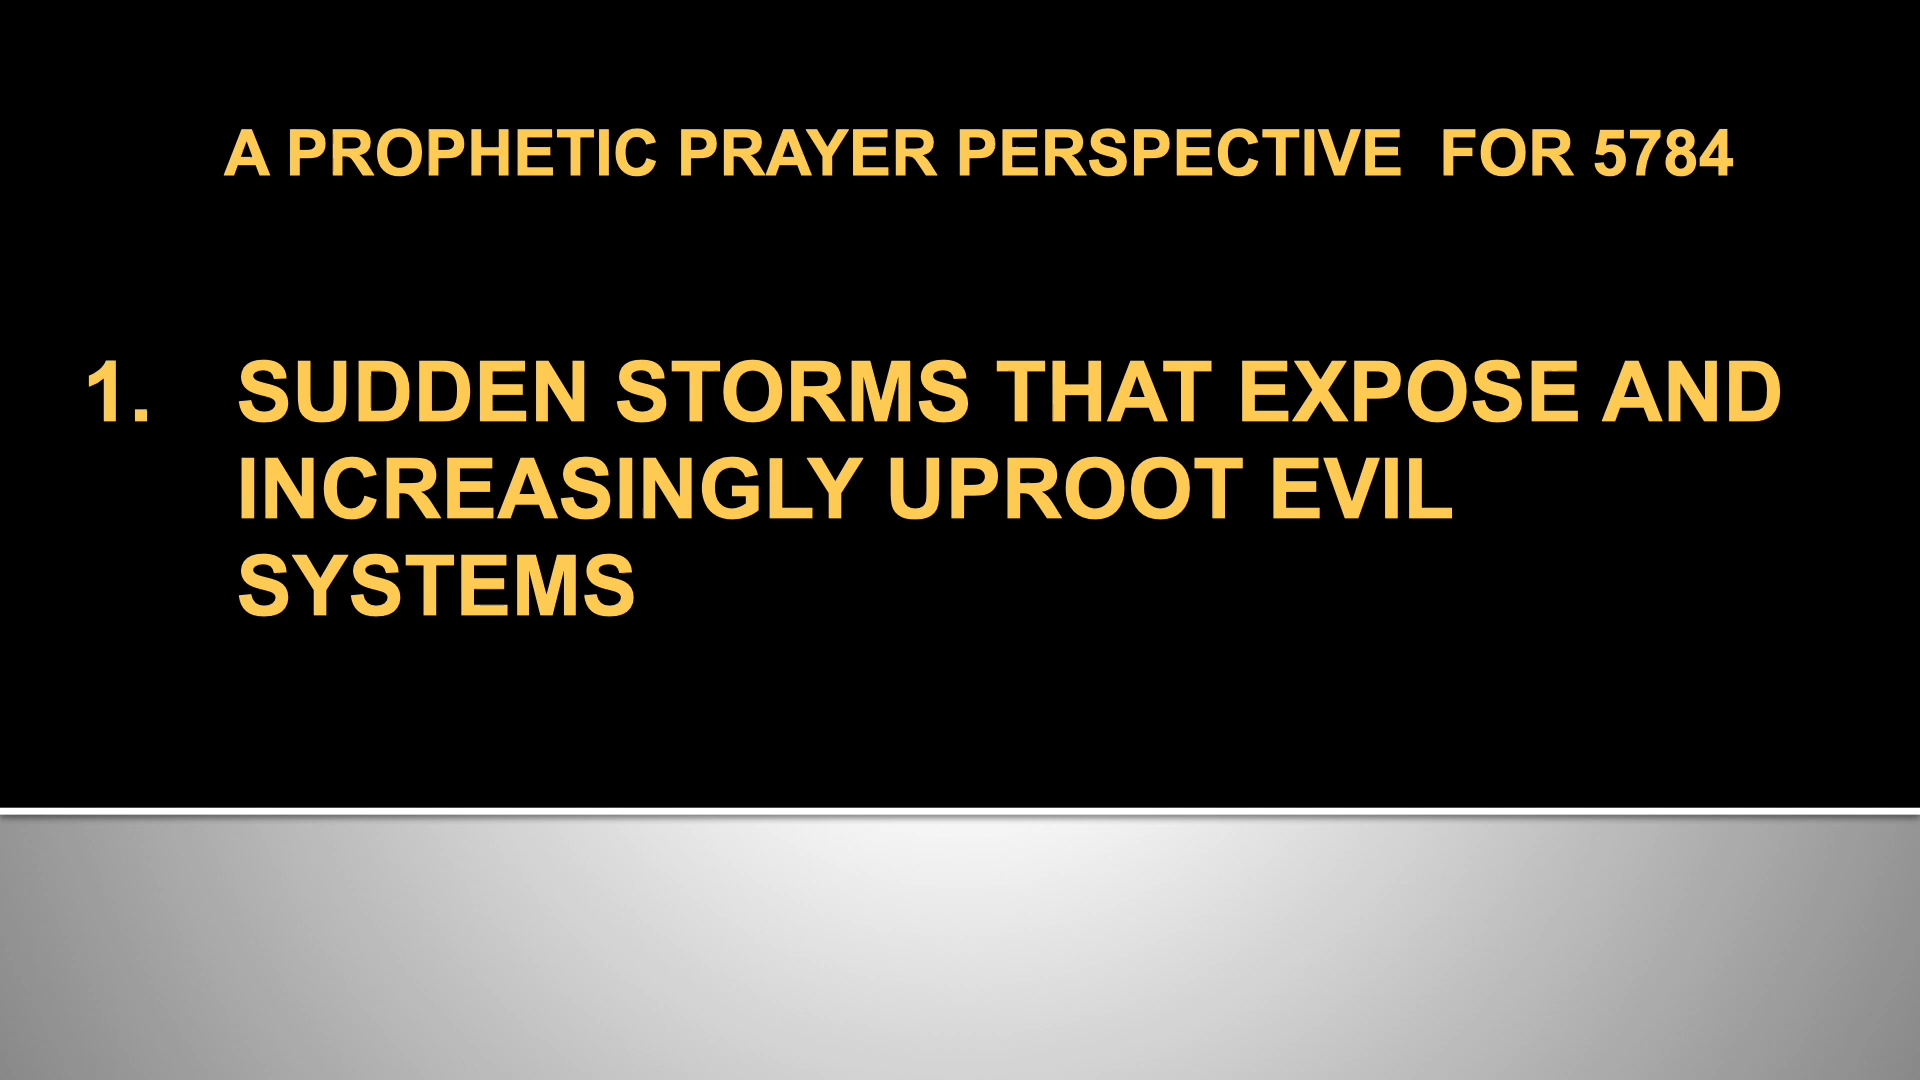 A PROPHETIC PRAYER PERSPECTIVE  FOR 5784
1. SUDDEN STORMS THAT EXPOSE AND
INCREASINGLY UPROOT EVIL
SYSTEMS